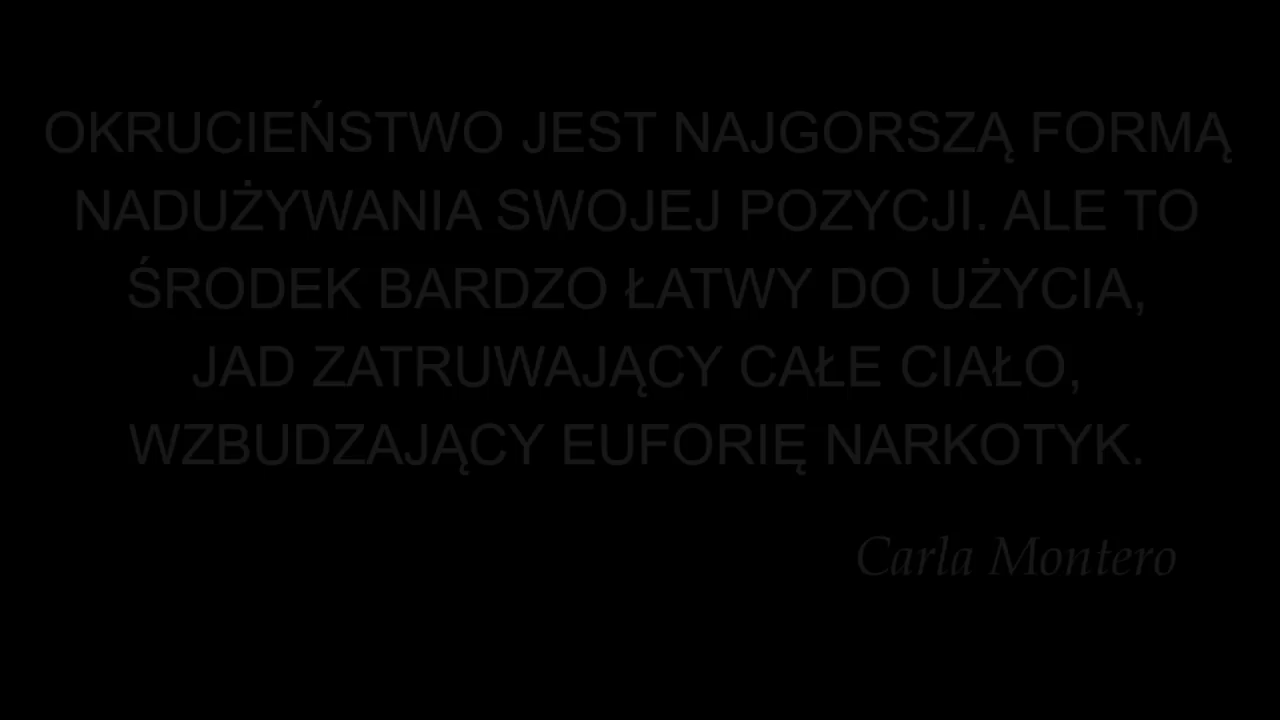 OKRUCIEŃSTWO JEST NAJGORSZĄ FORMĄ
NADUŻYWANIA SWOJEJ POZYCJI. ALE TO
ŚRODEK BARDZO ŁATWY DO UŻYCIA,
JAD ZATRUWAJĄCY CAŁE CIAŁO,
WZBUDZAJĄCY EUFORIĘ NARKOTYK.
Carla Montero